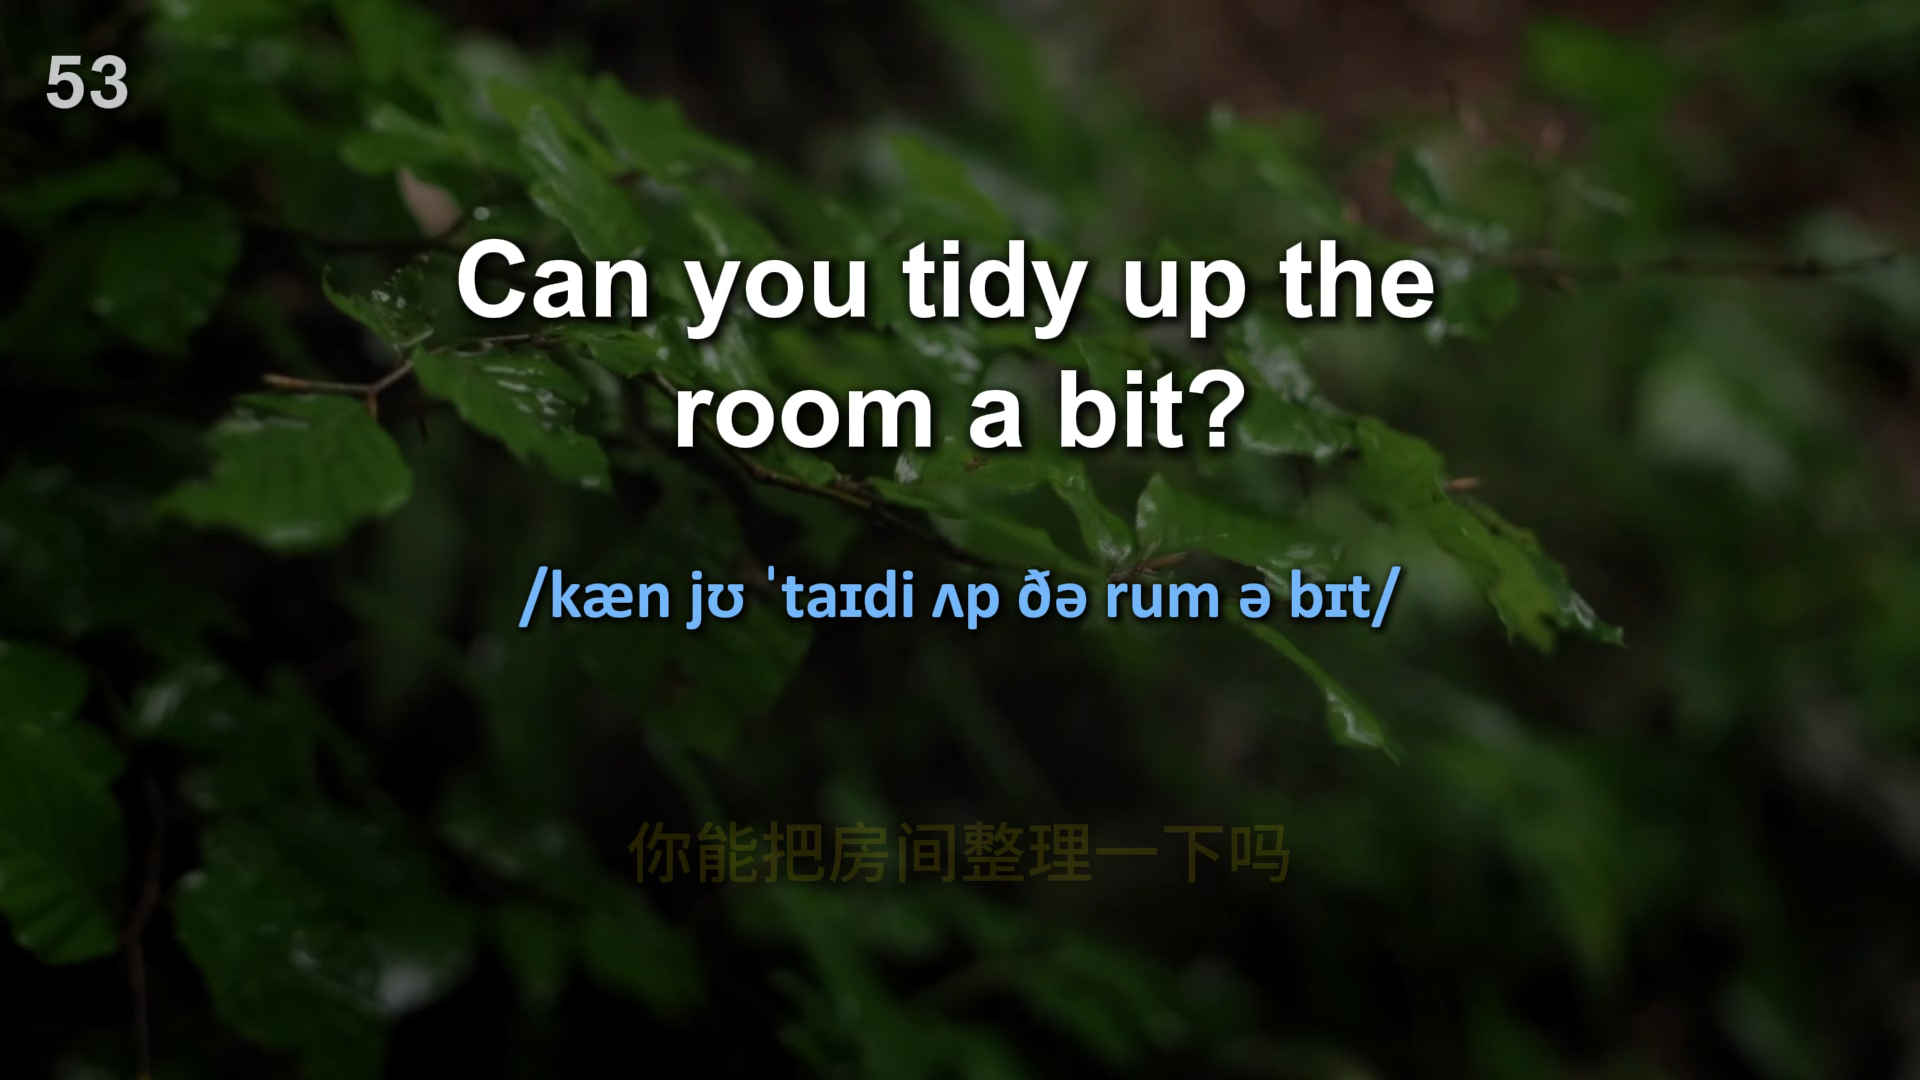 53
Can you tidy up the
room a bit?
/kæn jʊ ˈtaɪdi ʌp ðə rum ə bɪt/
你能把房间整理一下吗